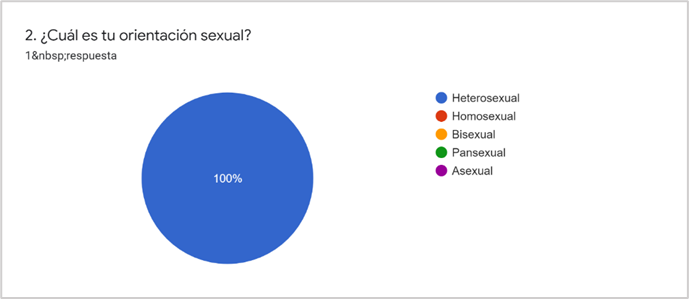 2. ¿Cuál es tu orientación sexual?
1&nbsp;respuesta
100%
Heterosexual
Homosexual
Bisexual
Pansexual
Asexual